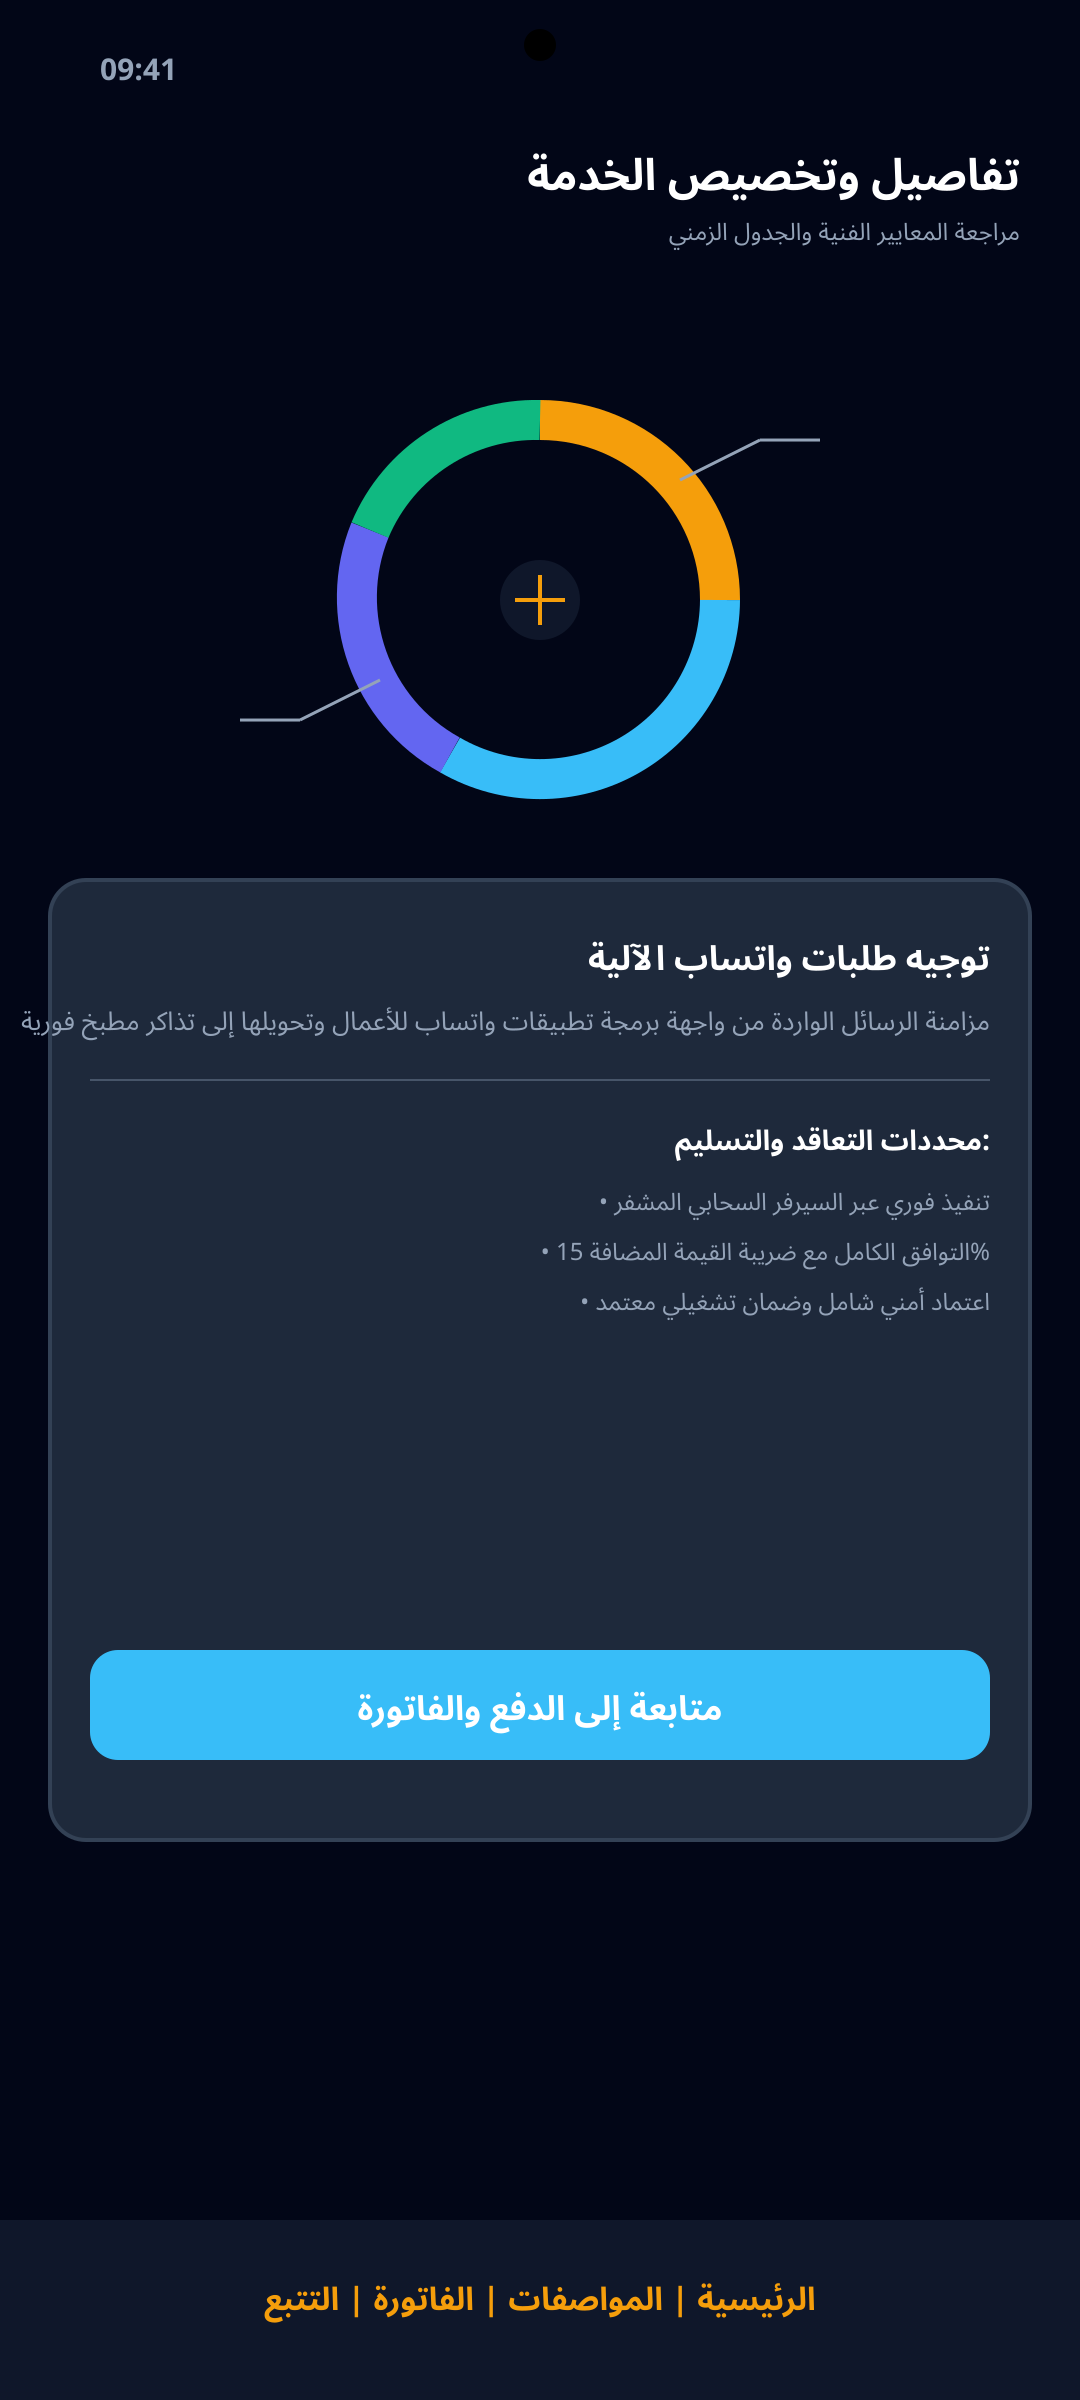 09:41
تفاصيل وتخصيص الخدمة
مراجعة المعايير الفنية والجدول الزمني
توجيه طلبات واتساب الآلية
مزامنة الرسائل الواردة من واجهة برمجة تطبيقات واتساب للأعمال وتحويلها إلى تذاكر مطبخ فورية
محددات التعاقد والتسليم:
• تنفيذ فوري عبر السيرفر السحابي المشفر
• التوافق الكامل مع ضريبة القيمة المضافة 15%
• اعتماد أمني شامل وضمان تشغيلي معتمد
متابعة إلى الدفع والفاتورة
الرئيسية | المواصفات | الفاتورة | التتبع